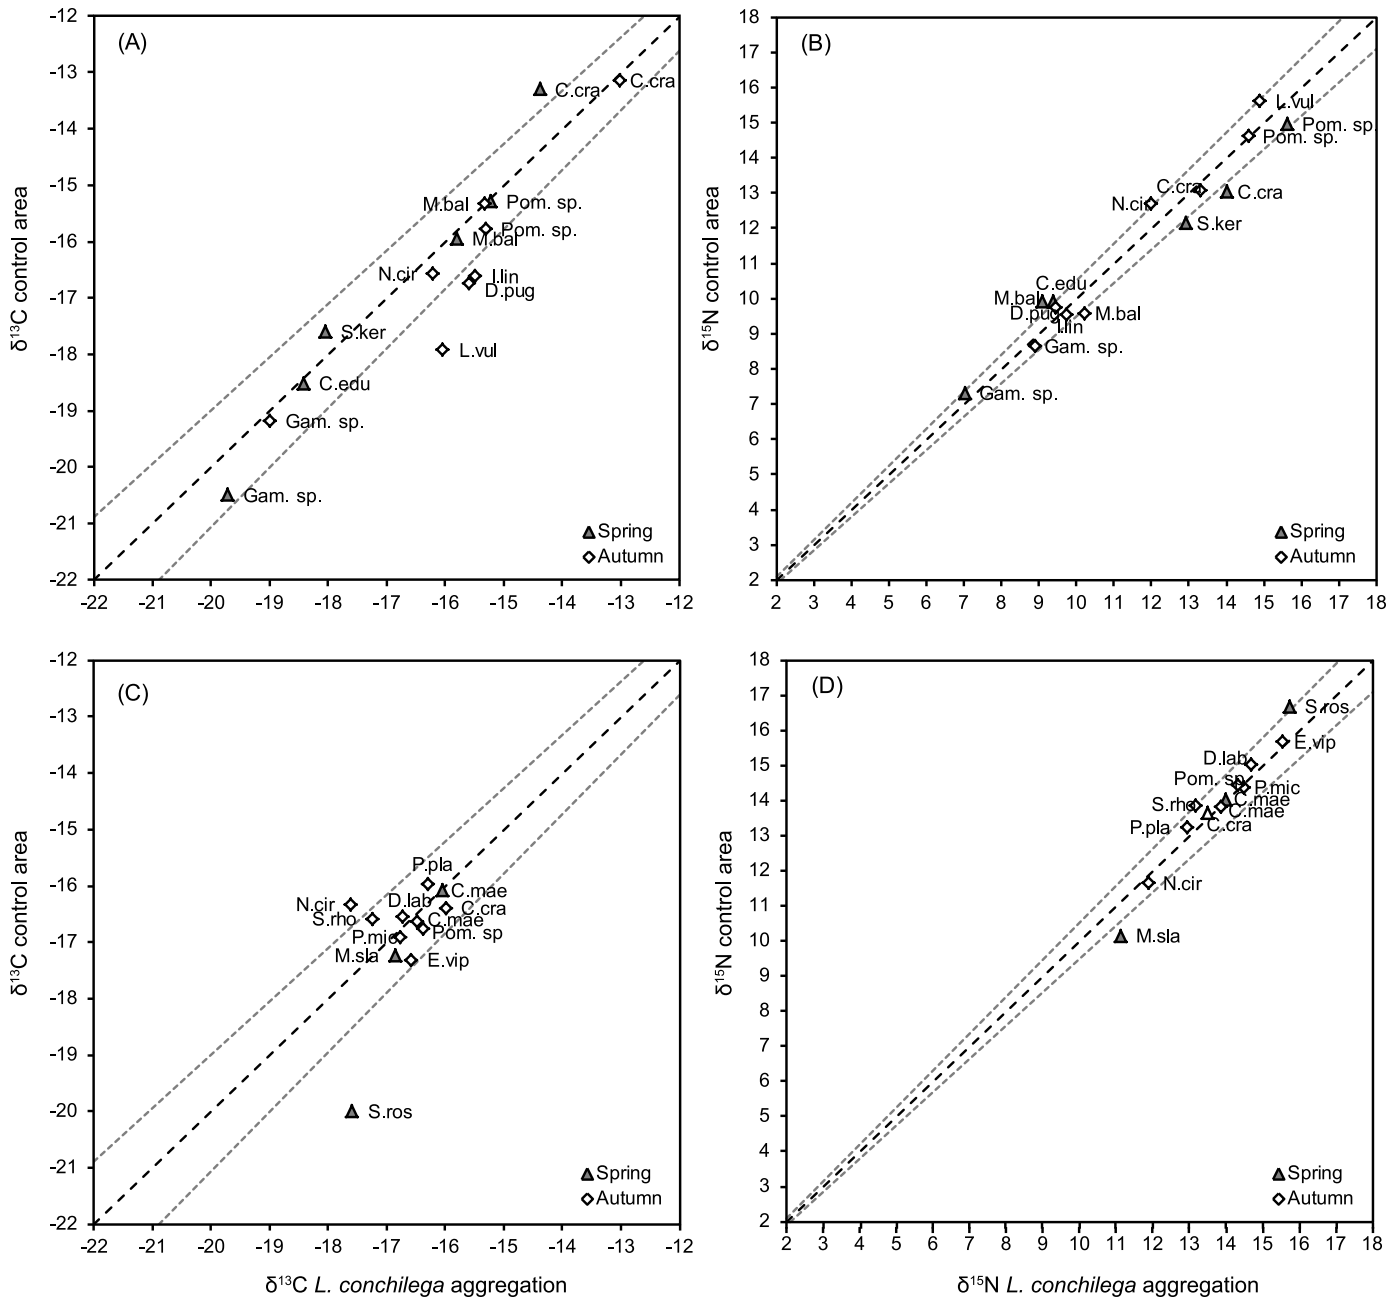 (A)
-12
-13
-14
-15
-16
-17
-18
-19
-20
-21
-22
-22 -21 -20 -19 -18 -17 -16 -15 -14 -13 -12
δ¹³C control area
C.cra
C.cra
M.bal
Pom. sp.
Pom. sp.
M.bal
N.cir
I.lin
D.pug
S.ker
L.vul
C.edu
Gam. sp.
Gam. sp.
Spring
Autumn
(B)
18
17
16
15
14
13
12
11
10
9
8
7
6
5
4
3
2
2 3 4 5 6 7 8 9 10 11 12 13 14 15 16 17 18
δ¹⁵N control area
L.vul
Pom. sp.
Pom. sp.
C.cra
C.cra
N.cir
S.ker
C.edu
M.bal
D.pug
M.bal
I.lin
Gam. sp.
Gam. sp.
Spring
Autumn
(C)
-12
-13
-14
-15
-16
-17
-18
-19
-20
-21
-22
-22 -21 -20 -19 -18 -17 -16 -15 -14 -13 -12
δ¹³C control area
δ¹³C L. conchilega aggregation
P.pla
C.mae
N.cir
D.lab
C.cra
S.rho
C.mae
Pom. sp
P.mic
M.sla
E.vip
S.ros
Spring
Autumn
(D)
18
17
16
15
14
13
12
11
10
9
8
7
6
5
4
3
2
2 3 4 5 6 7 8 9 10 11 12 13 14 15 16 17 18
δ¹⁵N control area
δ¹⁵N L. conchilega aggregation
S.ros
E.vip
D.lab
Pom. sp
P.mic
C.mae
S.rho
C.mae
P.pla
C.cra
N.cir
M.sla
Spring
Autumn